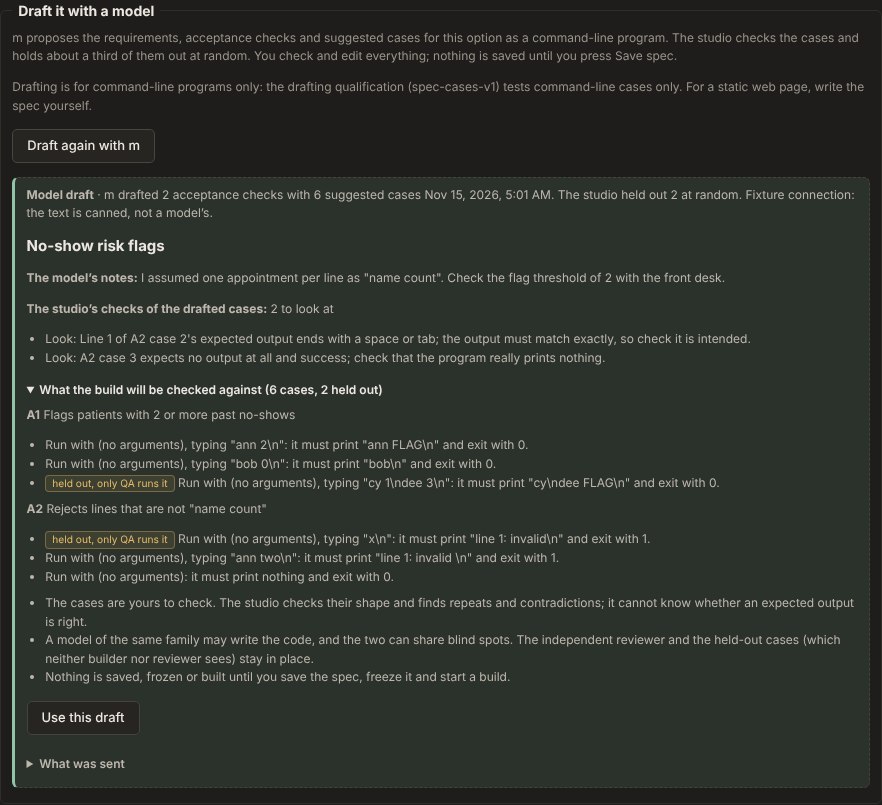 Draft it with a model
m proposes the requirements, acceptance checks and suggested cases for this option as a command-line program. The studio checks the cases and
holds about a third of them out at random. You check and edit everything; nothing is saved until you press Save spec.
Drafting is for command-line programs only: the drafting qualification (spec-cases-v1) tests command-line cases only. For a static web page, write the
spec yourself.
Draft again with m
Model draft · m drafted 2 acceptance checks with 6 suggested cases Nov 15, 2026, 5:01 AM. The studio held out 2 at random. Fixture connection:
the text is canned, not a model's.
No-show risk flags
The model's notes: I assumed one appointment per line as "name count". Check the flag threshold of 2 with the front desk.
The studio's checks of the drafted cases: 2 to look at
• Look: Line 1 of A2 case 2's expected output ends with a space or tab; the output must match exactly, so check it is intended.
• Look: A2 case 3 expects no output at all and success; check that the program really prints nothing.
▼ What the build will be checked against (6 cases, 2 held out)
A1 Flags patients with 2 or more past no-shows
• Run with (no arguments), typing "ann 2\n": it must print "ann FLAG\n" and exit with 0.
• Run with (no arguments), typing "bob 0\n": it must print "bob\n" and exit with 0.
• held out, only QA runs it Run with (no arguments), typing "cy 1\ndee 3\n": it must print "cy\ndee FLAG\n" and exit with 0.
A2 Rejects lines that are not "name count"
• held out, only QA runs it Run with (no arguments), typing "x\n": it must print "line 1: invalid\n" and exit with 1.
• Run with (no arguments), typing "ann two\n": it must print "line 1: invalid \n" and exit with 1.
• Run with (no arguments): it must print nothing and exit with 0.
• The cases are yours to check. The studio checks their shape and finds repeats and contradictions; it cannot know whether an expected output
is right.
• A model of the same family may write the code, and the two can share blind spots. The independent reviewer and the held-out cases (which
neither builder nor reviewer sees) stay in place.
• Nothing is saved, frozen or built until you save the spec, freeze it and start a build.
Use this draft
▶ What was sent